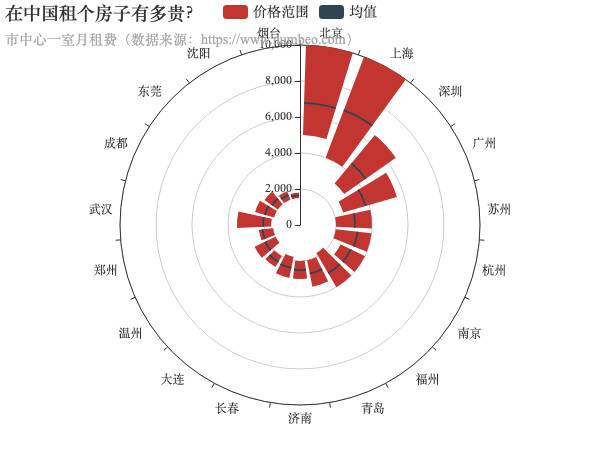 在中国租个房子有多贵?
价格范围 均值
市中心一室月租费（数据来源：https://www.numbeo.com）
烟台 北京
沈阳 上海
东莞 深圳
成都 广州
武汉 苏州
郑州 杭州
温州 南京
大连 福州
长春 青岛
济南
10,000
8,000
6,000
4,000
2,000
0